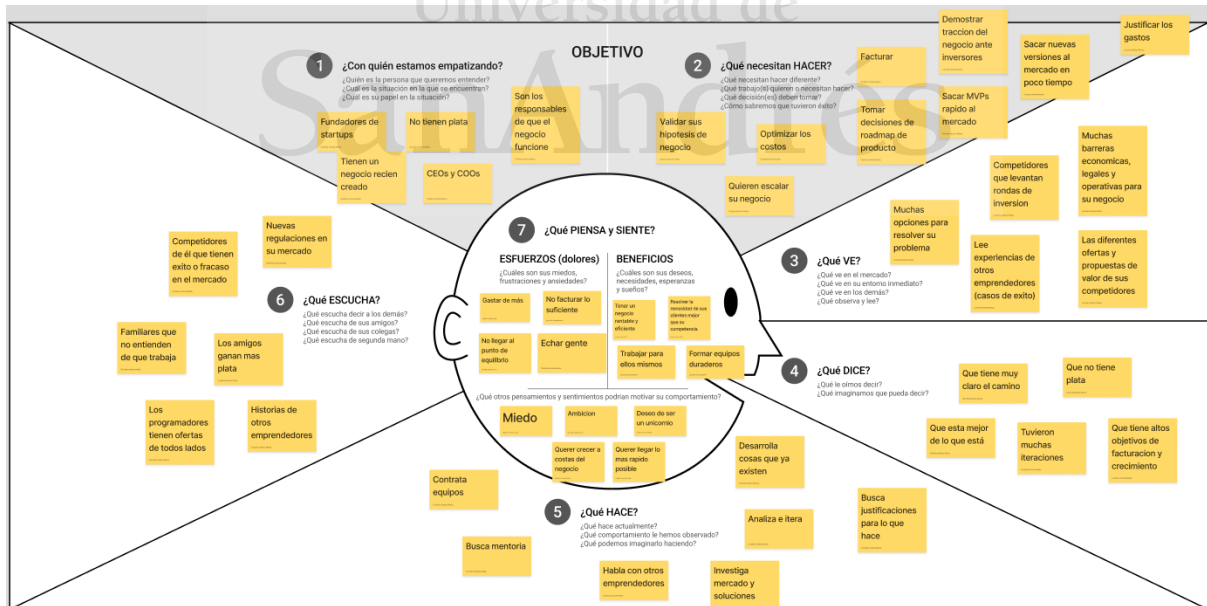 Universidad de
SanAndrés
OBJETIVO
1
¿Con quién estamos empatizando?
¿Quién es la persona que queremos entender?
¿Cual es la situación en la que se encuentran?
¿Cual es su papel en la situación?
Fundadores de
startups
No tienen plata
Son los
responsables
de que el
negocio
funcione
Tienen un
negocio recien
creado
CEOs y COOs
2
¿Qué necesitan HACER?
¿Qué necesitan hacer diferente?
¿Qué trabajo(s) quieren o necesitan hacer?
¿Qué decisión(es) deben tomar?
¿Cómo sabremos que tuvieron éxito?
Validar sus
hipotesis de
negocio
Optimizar los
costos
Quieren escalar
su negocio
Facturar
Tomar
decisiones de
roadmap de
producto
Demostrar
traccion del
negocio ante
inversores
Sacar MVPs
rapido al
mercado
Sacar nuevas
versiones al
mercado en
poco tiempo
Justificar los
gastos
3
¿Qué VE?
¿Qué ve en el mercado?
¿Qué ve en su entorno inmediato?
¿Qué ve en los demás?
¿Qué observa y lee?
Muchas
opciones para
resolver su
problema
Competidores
que levantan
rondas de
inversion
Muchas
barreras
economicas,
legales y
operativas para
su negocio
Lee
experiencias de
otros
emprendedores
(casos de exito)
Las diferentes
ofertas y
propuestas de
valor de sus
competidores
4
¿Qué DICE?
¿Qué le oímos decir?
¿Qué imaginamos que pueda decir?
Que tiene muy
claro el camino
Que no tiene
plata
Que esta mejor
de lo que está
Tuvieron
muchas
iteraciones
Que tiene altos
objetivos de
facturacion y
crecimiento
5
¿Qué HACE?
¿Qué hace actualmente?
¿Qué comportamiento le hemos observado?
¿Qué podemos imaginarlo haciendo?
Contrata
equipos
Busca mentoria
Habla con otros
emprendedores
Investiga
mercado y
soluciones
Analiza e itera
Desarrolla
cosas que ya
existen
Busca
justificaciones
para lo que
hace
6
¿Qué ESCUCHA?
¿Qué escucha decir a los demás?
¿Qué escucha de sus amigos?
¿Qué escucha de sus colegas?
¿Qué escucha de segunda mano?
Competidores
de él que tienen
exito o fracaso
en el mercado
Nuevas
regulaciones en
su mercado
Familiares que
no entienden
de que trabaja
Los amigos
ganan mas
plata
Los
programadores
tienen ofertas
de todos lados
Historias de
otros
emprendedores
7
¿Qué PIENSA y SIENTE?
ESFUERZOS (dolores)
¿Cuáles son sus miedos,
frustraciones y ansiedades?
Gastar de más
No facturar lo
suficiente
No llegar al
punto de
equilibrio
Echar gente
BENEFICIOS
¿Cuáles son sus deseos,
necesidades, esperanzas
y sueños?
Tener un
negocio
rentable y
eficiente
Resolver la
necesidad de sus
clientes mejor
que su
competencia
Trabajar para
ellos mismos
Formar equipos
duraderos
¿Qué otros pensamientos y sentimientos podrían motivar su comportamiento?
Miedo
Ambicion
Deseo de ser
un unicornio
Querer crecer a
costas del
negocio
Querer llegar lo
mas rapido
posible